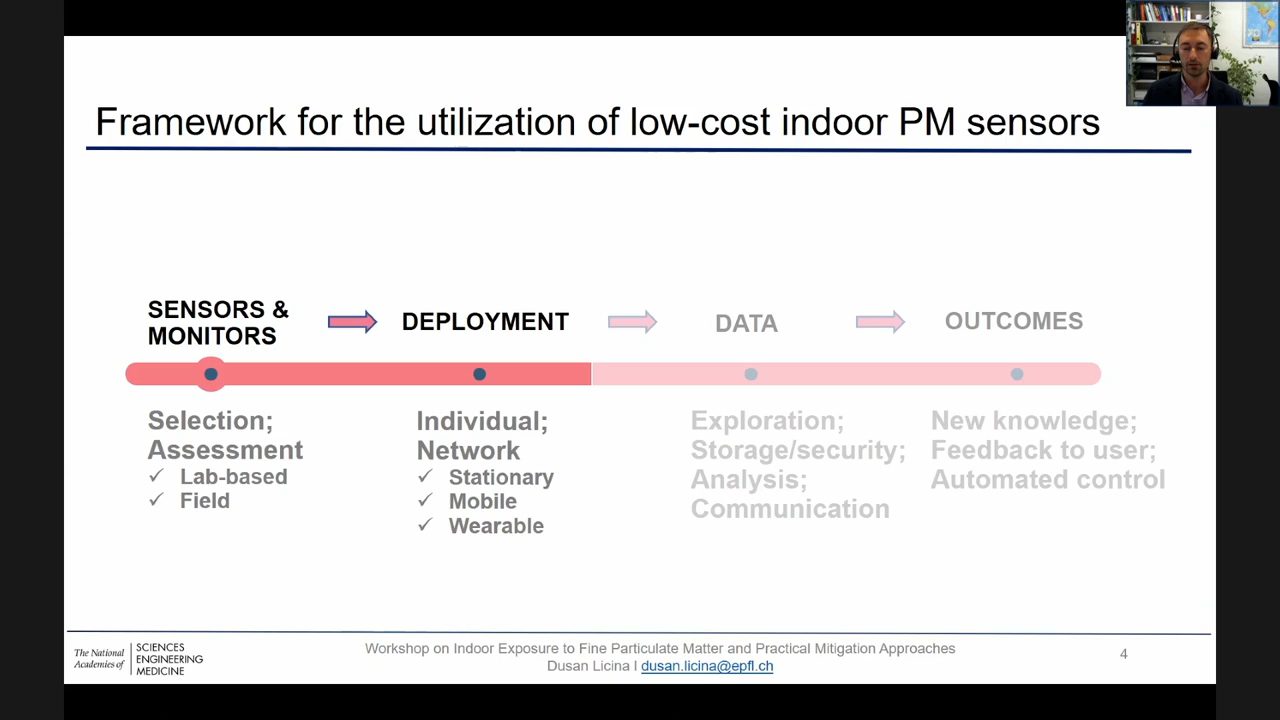 Framework for the utilization of low-cost indoor PM sensors
SENSORS &
MONITORS
DEPLOYMENT
DATA
OUTCOMES
Selection;
Assessment
✓ Lab-based
✓ Field
Individual;
Network
✓ Stationary
✓ Mobile
✓ Wearable
Exploration;
Storage/security;
Analysis;
Communication
New knowledge;
Feedback to user;
Automated control
The National
Academies of
SCIENCES
ENGINEERING
MEDICINE
Workshop on Indoor Exposure to Fine Particulate Matter and Practical Mitigation Approaches
Dusan Licina I dusan.licina@epfl.ch
4